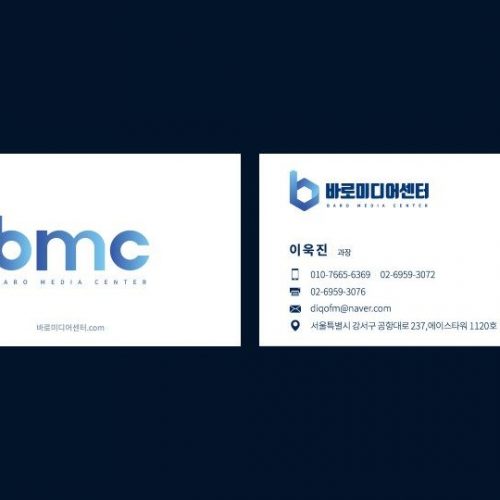 bmc
BARO MEDIA CENTER
바로미디어센터.com
바로미디어센터
BARO MEDIA CENTER
이욱진 과장
010-7665-6369 02-6959-3072
02-6959-3076
diqofm@naver.com
서울특별시 강서구 공항대로 237,에이스타워 1120호